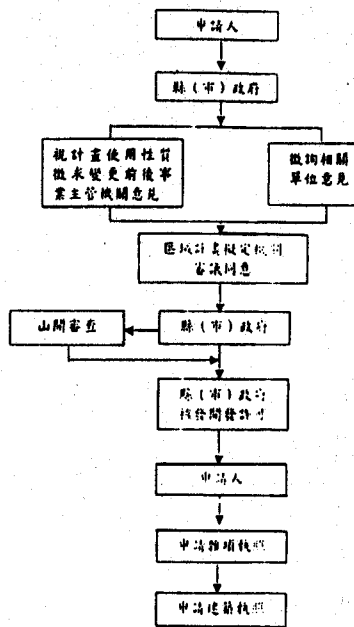 申請人
縣(市)政府
視計畫使用性質
徵求變更前後事
業主管機關意見
徵詢相關
單位意見
區域計畫擬定機關
審議同意
山開審查
縣(市)政府
縣(市)政府
核發開發許可
申請人
申請雜項執照
申請建築執照